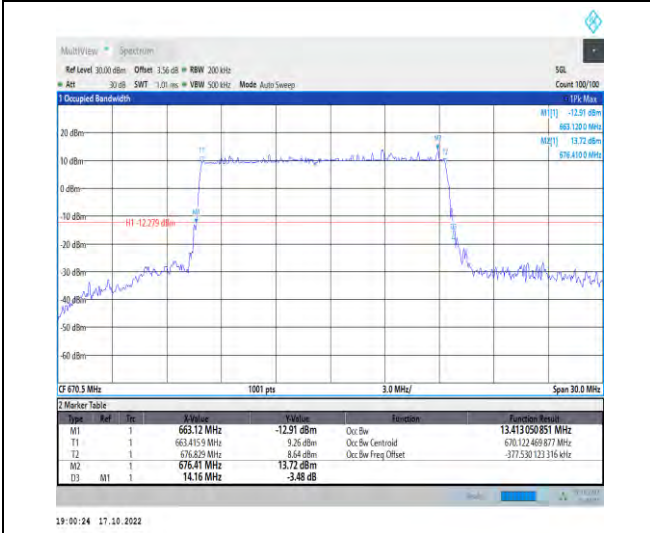 MultiView Spectrum
Ref Level 30.00 dBm Offset 3.56 dB RBW 200 kHz SGL
Att 30 dB SWT 1.01 ms VBW 500 kHz Mode Auto Sweep Count 100/100
1 Occupied Bandwidth 1Pk Max
M1[1] -12.91 dBm
663.120 0 MHz
20 dBm M2[1] 13.72 dBm
676.410 0 MHz
M2
T1
T2
10 dBm
0 dBm
-10 dBm
M1
H1 -12.279 dBm
D3
-20 dBm
-30 dBm
-40 dBm
-50 dBm
-60 dBm
CF 670.5 MHz 1001 pts 3.0 MHz/ Span 30.0 MHz
2 Marker Table
Type Ref Trc X-Value Y-Value Function Function Result
M1 1 663.12 MHz -12.91 dBm Occ Bw 13.413 050 851 MHz
T1 1 663.415 9 MHz 9.26 dBm Occ Bw Centroid 670.122 469 877 MHz
T2 1 676.829 MHz 8.64 dBm Occ Bw Freq Offset -377.530 123 316 kHz
M2 1 676.41 MHz 13.72 dBm
D3 M1 1 14.16 MHz -3.48 dB
19:00:24 17.10.2022